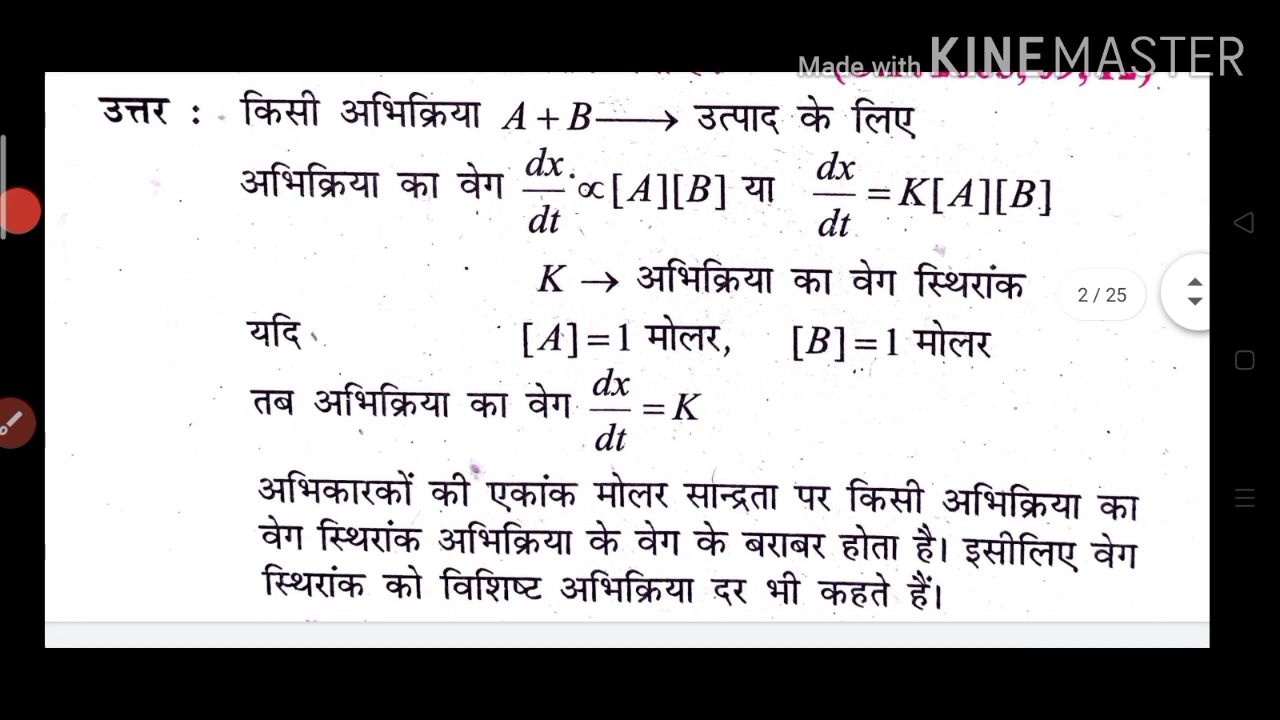 Made with KINEMASTER
उत्तर : किसी अभिक्रिया A + B ⟶ उत्पाद के लिए
अभिक्रिया का वेग dx/dt ∝ [A][B] या dx/dt = K[A][B]
K → अभिक्रिया का वेग स्थिरांक
2 / 25
यदि [A] = 1 मोलर, [B] = 1 मोलर
तब अभिक्रिया का वेग dx/dt = K
अभिकारकों की एकांक मोलर सान्द्रता पर किसी अभिक्रिया का
वेग स्थिरांक अभिक्रिया के वेग के बराबर होता है। इसीलिए वेग
स्थिरांक को विशिष्ट अभिक्रिया दर भी कहते हैं।